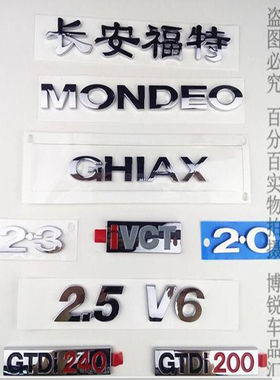 长安福特
MONDEO
GHIAX
2·3
iVCT
2·0
2.5 V6
GTDi 240
GTDi 200
盗图必究 百分百实物拍摄 博锐车品